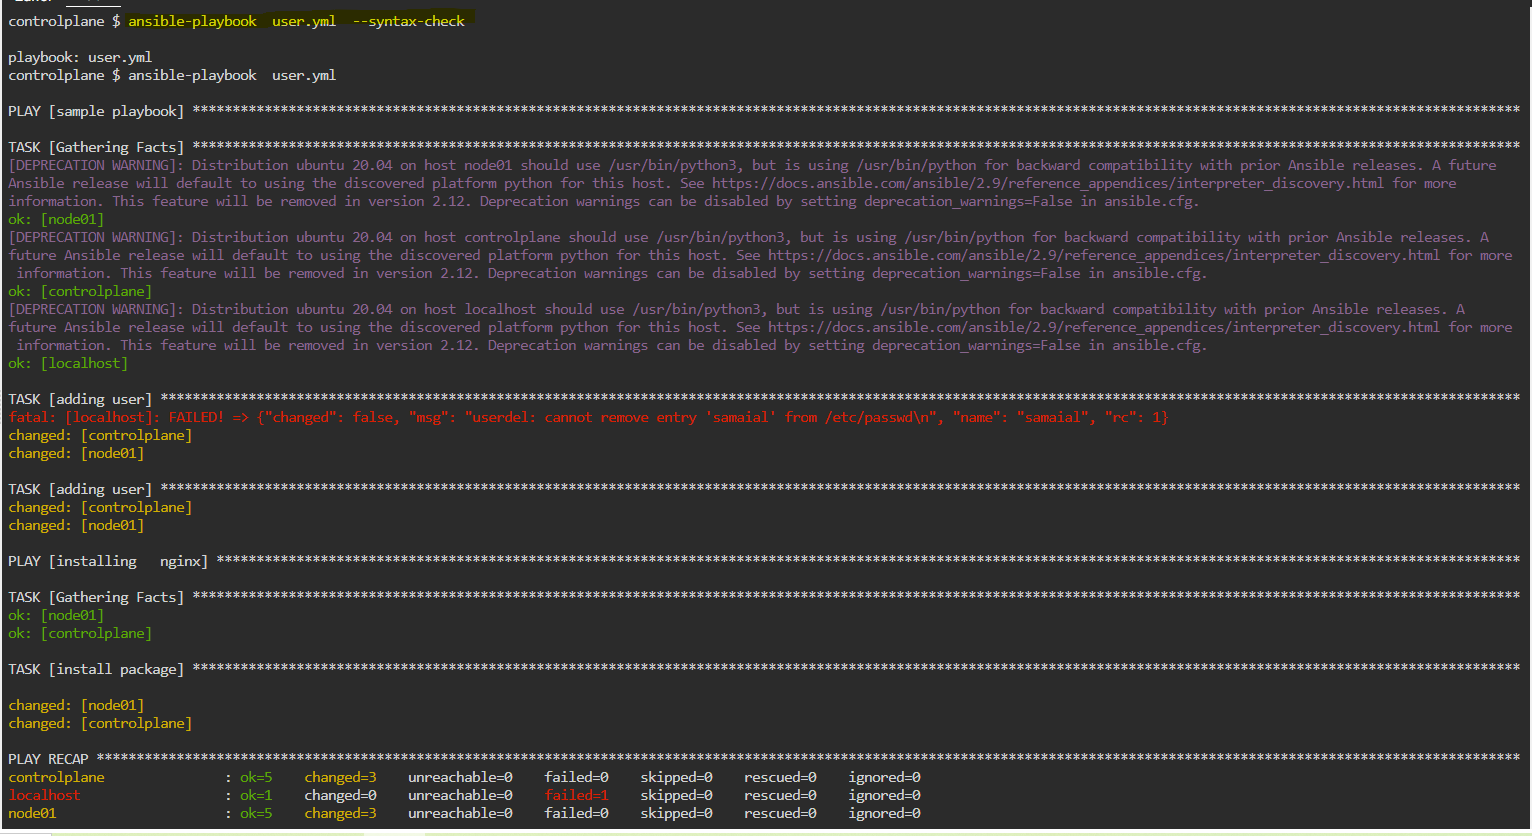 controlplane $ ansible-playbook  user.yml  --syntax-check
playbook: user.yml
controlplane $ ansible-playbook  user.yml
PLAY [sample playbook] **********************************************************************************************************************************************************************
TASK [Gathering Facts] **********************************************************************************************************************************************************************
[DEPRECATION WARNING]: Distribution ubuntu 20.04 on host node01 should use /usr/bin/python3, but is using /usr/bin/python for backward compatibility with prior Ansible releases. A future
Ansible release will default to using the discovered platform python for this host. See https://docs.ansible.com/ansible/2.9/reference_appendices/interpreter_discovery.html for more
information. This feature will be removed in version 2.12. Deprecation warnings can be disabled by setting deprecation_warnings=False in ansible.cfg.
ok: [node01]
[DEPRECATION WARNING]: Distribution ubuntu 20.04 on host controlplane should use /usr/bin/python3, but is using /usr/bin/python for backward compatibility with prior Ansible releases. A
future Ansible release will default to using the discovered platform python for this host. See https://docs.ansible.com/ansible/2.9/reference_appendices/interpreter_discovery.html for more
 information. This feature will be removed in version 2.12. Deprecation warnings can be disabled by setting deprecation_warnings=False in ansible.cfg.
ok: [controlplane]
[DEPRECATION WARNING]: Distribution ubuntu 20.04 on host localhost should use /usr/bin/python3, but is using /usr/bin/python for backward compatibility with prior Ansible releases. A
future Ansible release will default to using the discovered platform python for this host. See https://docs.ansible.com/ansible/2.9/reference_appendices/interpreter_discovery.html for more
 information. This feature will be removed in version 2.12. Deprecation warnings can be disabled by setting deprecation_warnings=False in ansible.cfg.
ok: [localhost]
TASK [adding user] **************************************************************************************************************************************************************************
fatal: [localhost]: FAILED! => {"changed": false, "msg": "userdel: cannot remove entry 'samaial' from /etc/passwd\n", "name": "samaial", "rc": 1}
changed: [controlplane]
changed: [node01]
TASK [adding user] **************************************************************************************************************************************************************************
changed: [controlplane]
changed: [node01]
PLAY [installing   nginx] *******************************************************************************************************************************************************************
TASK [Gathering Facts] **********************************************************************************************************************************************************************
ok: [node01]
ok: [controlplane]
TASK [install package] **********************************************************************************************************************************************************************
changed: [node01]
changed: [controlplane]
PLAY RECAP **********************************************************************************************************************************************************************************
controlplane               : ok=5    changed=3    unreachable=0    failed=0    skipped=0    rescued=0    ignored=0
localhost                  : ok=1    changed=0    unreachable=0    failed=1    skipped=0    rescued=0    ignored=0
node01                     : ok=5    changed=3    unreachable=0    failed=0    skipped=0    rescued=0    ignored=0